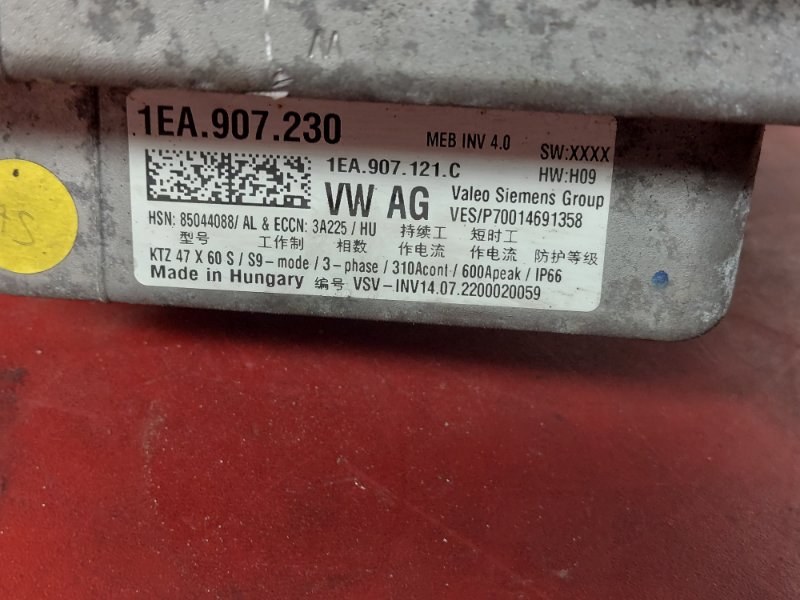 1EA.907.230 MEB INV 4.0 SW:XXXX
1EA.907.121.C HW:H09
VW AG Valeo Siemens Group
VES/P70014691358
HSN: 85044088/ AL & ECCN: 3A225 / HU 持续工 短时工
型号 工作制 相数 作电流 作电流 防护等级
KTZ 47 X 60 S / S9-mode / 3-phase / 310Acont / 600Apeak / IP66
Made in Hungary 编号 VSV-INV14.07.2200020059